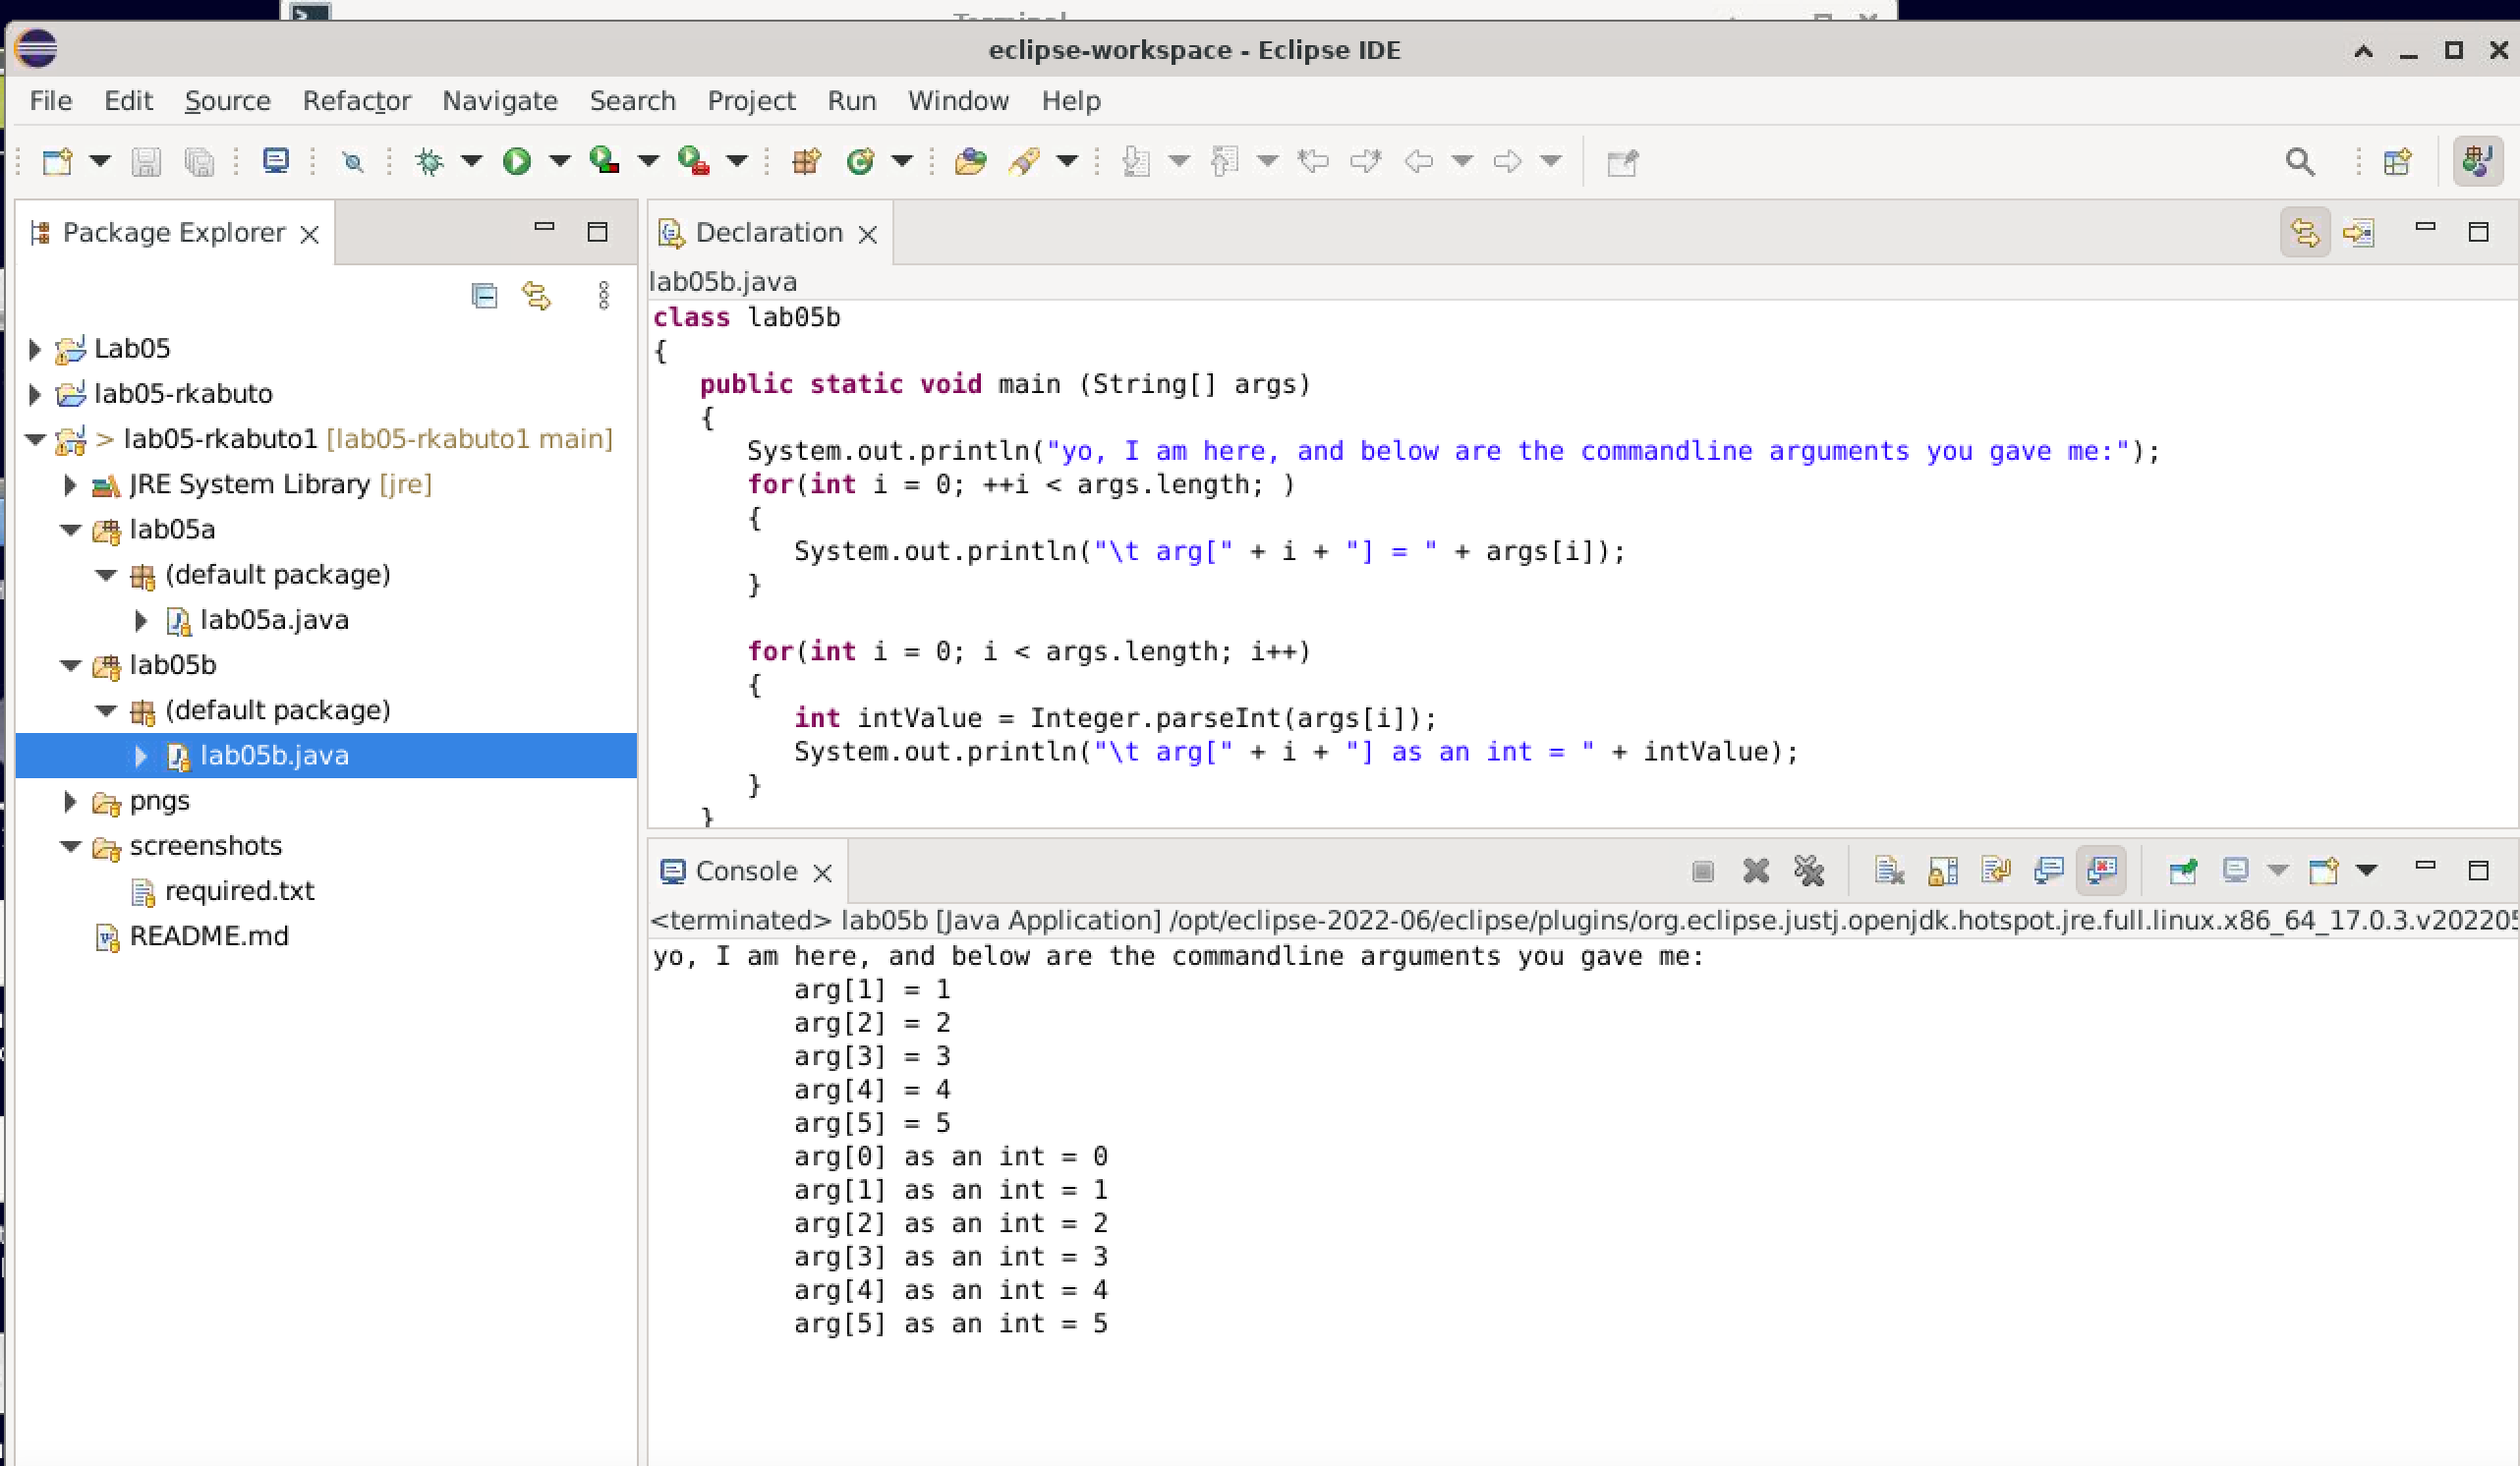 Terminal
eclipse-workspace - Eclipse IDE
File Edit Source Refactor Navigate Search Project Run Window Help
Package Explorer
Lab05
lab05-rkabuto
> lab05-rkabuto1 [lab05-rkabuto1 main]
JRE System Library [jre]
lab05a
(default package)
lab05a.java
lab05b
(default package)
lab05b.java
pngs
screenshots
required.txt
README.md
Declaration
lab05b.java
class lab05b
{
public static void main (String[] args)
{
System.out.println("yo, I am here, and below are the commandline arguments you gave me:");
for(int i = 0; ++i < args.length; )
{
System.out.println("\t arg[" + i + "] = " + args[i]);
}
for(int i = 0; i < args.length; i++)
{
int intValue = Integer.parseInt(args[i]);
System.out.println("\t arg[" + i + "] as an int = " + intValue);
}
}
Console
<terminated> lab05b [Java Application] /opt/eclipse-2022-06/eclipse/plugins/org.eclipse.justj.openjdk.hotspot.jre.full.linux.x86_64_17.0.3.v202205
yo, I am here, and below are the commandline arguments you gave me:
arg[1] = 1
arg[2] = 2
arg[3] = 3
arg[4] = 4
arg[5] = 5
arg[0] as an int = 0
arg[1] as an int = 1
arg[2] as an int = 2
arg[3] as an int = 3
arg[4] as an int = 4
arg[5] as an int = 5